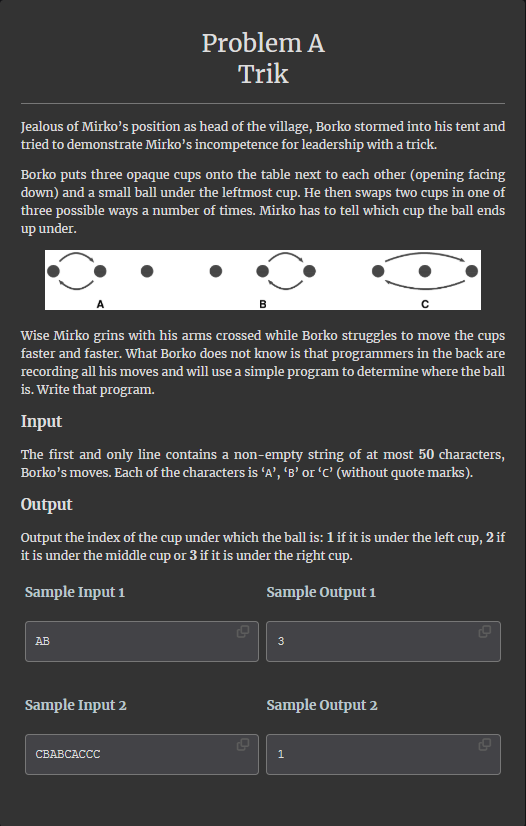 Problem A
Trik
Jealous of Mirko’s position as head of the village, Borko stormed into his tent and
tried to demonstrate Mirko’s incompetence for leadership with a trick.
Borko puts three opaque cups onto the table next to each other (opening facing
down) and a small ball under the leftmost cup. He then swaps two cups in one of
three possible ways a number of times. Mirko has to tell which cup the ball ends
up under.
A B C
Wise Mirko grins with his arms crossed while Borko struggles to move the cups
faster and faster. What Borko does not know is that programmers in the back are
recording all his moves and will use a simple program to determine where the ball
is. Write that program.
Input
The first and only line contains a non-empty string of at most 50 characters,
Borko’s moves. Each of the characters is ‘A’, ‘B’ or ‘C’ (without quote marks).
Output
Output the index of the cup under which the ball is: 1 if it is under the left cup, 2 if
it is under the middle cup or 3 if it is under the right cup.
Sample Input 1 Sample Output 1
AB 3
Sample Input 2 Sample Output 2
CBABCACCC 1